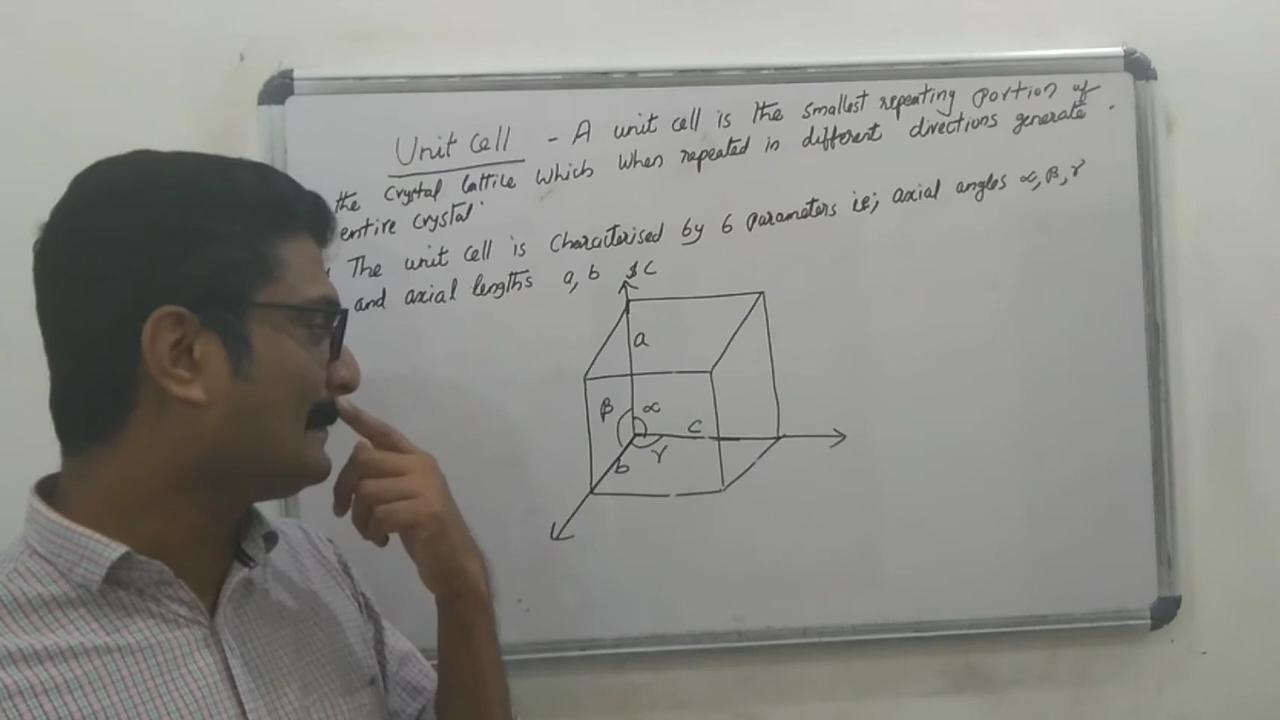 Unit Cell - A unit cell is the smallest repeating portion of
the crystal lattice which when repeated in different directions generate
entire crystal.
The unit cell is characterised by 6 parameters ie; axial angles α, β, γ
and axial lengths a, b & c
a
β α
c
γ
b